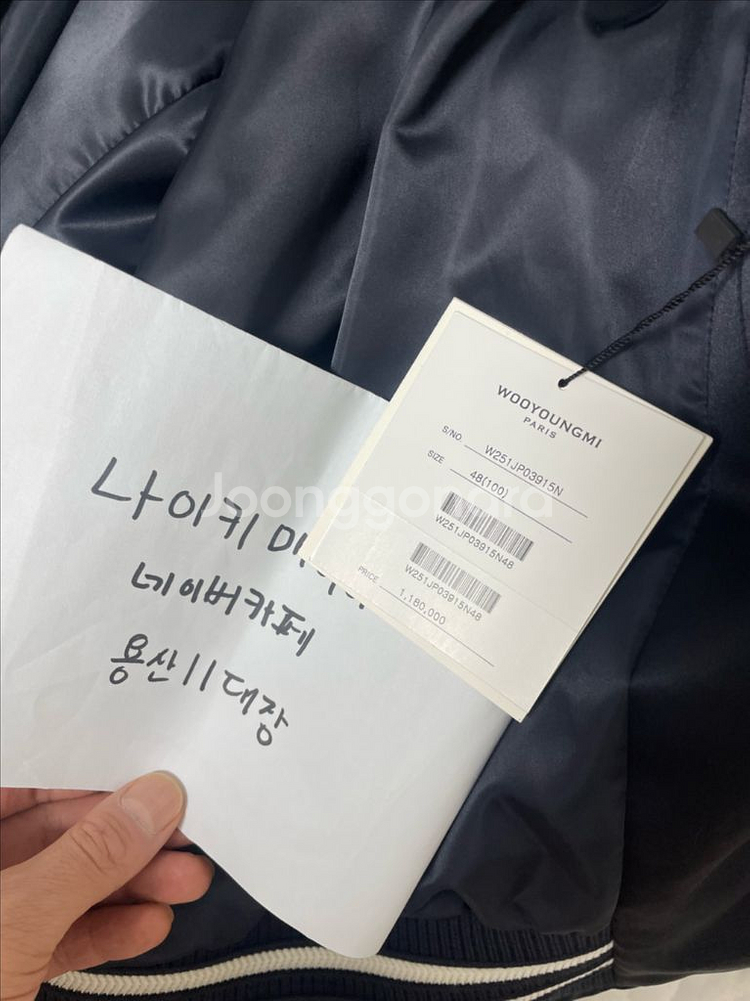 나이키
네이버카페
용산11대장
WOOYOUNGMI
PARIS
S/NO W251JP03915N
SIZE 48(100)
W251JP03915N48
W251JP03915N48
PRICE 1,180,000
Joonggonara